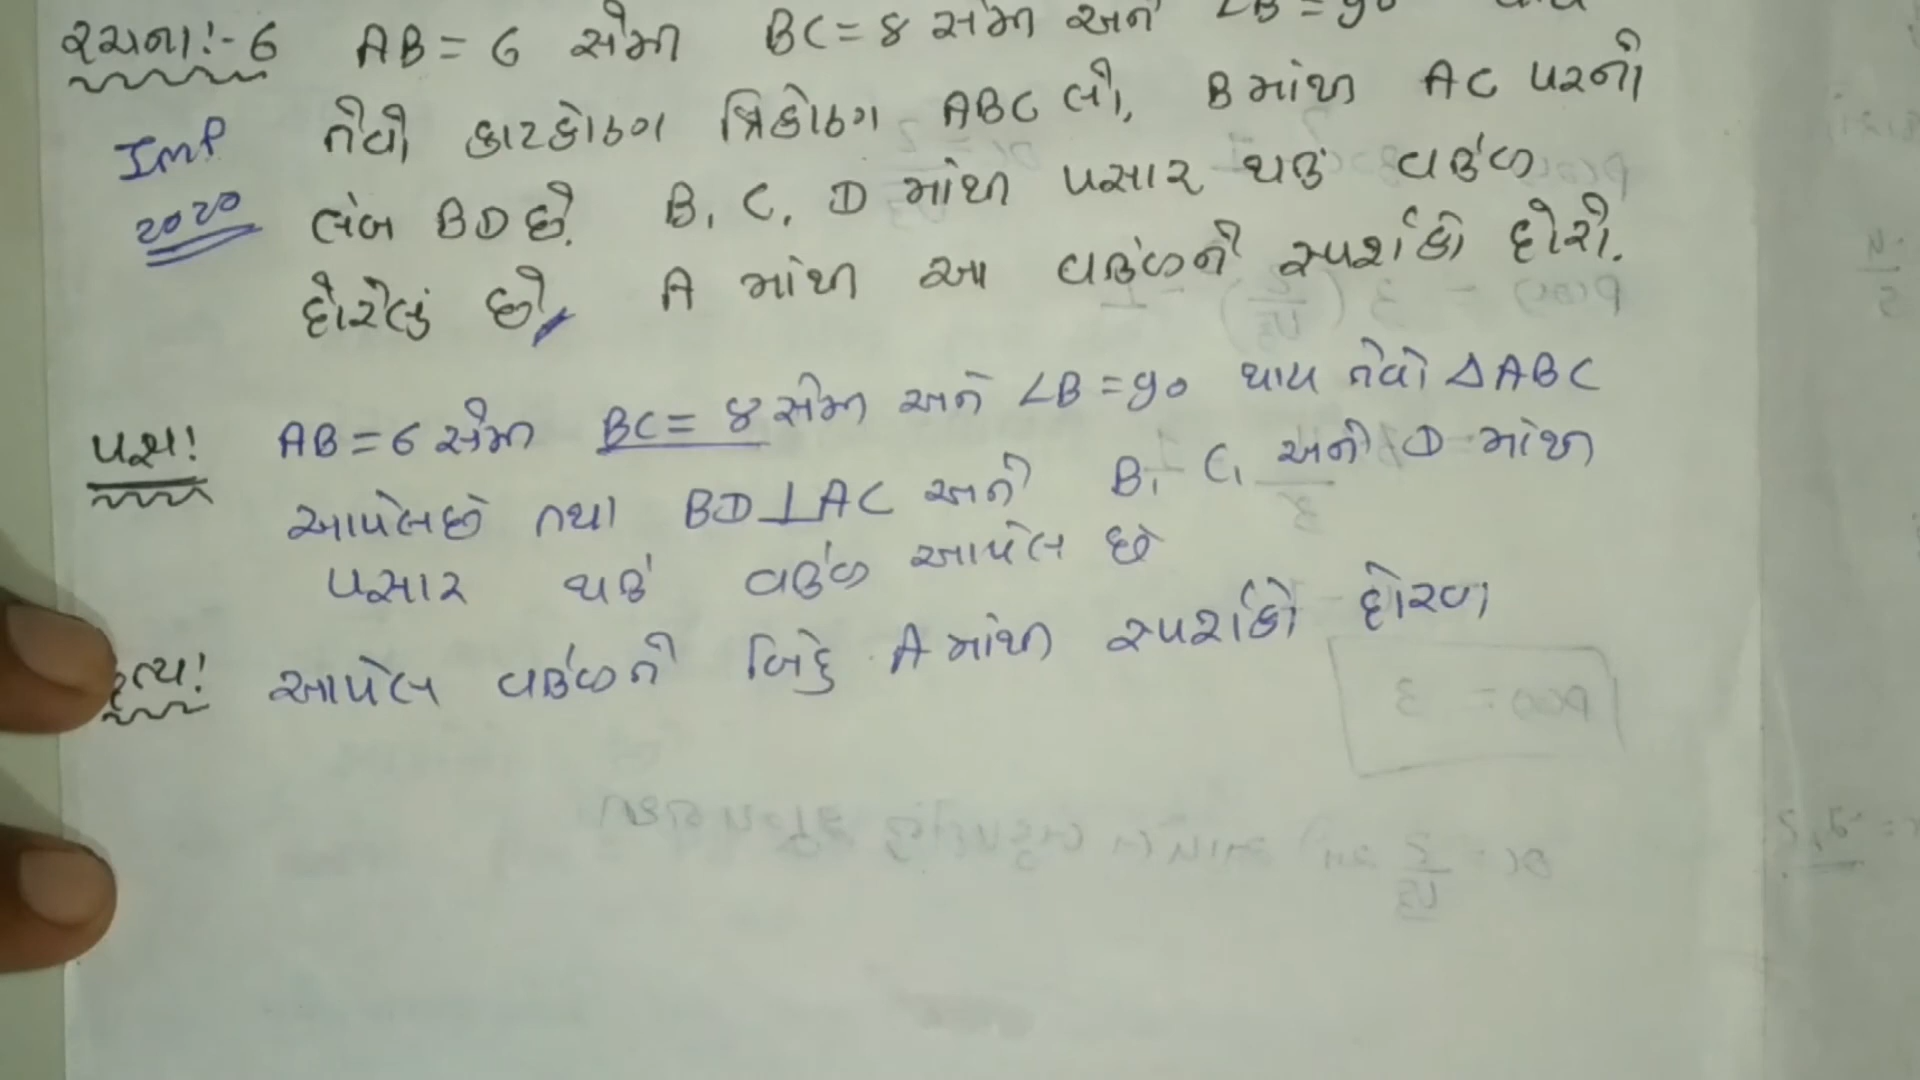 રચના:- 6 AB = 6 સેમી BC = 8 સેમી અને ∠B = 90 થાય
Imp તેવો કાટકોણ ત્રિકોણ ABC લો, B માંથી AC પરનો
2020 લંબ BD છે. B, C, D માંથી પસાર થતું વર્તુળ
દોરેલું છે, A માંથી આ વર્તુળને સ્પર્શકો દોરો.
પક્ષ: AB = 6 સેમી BC = 8 સેમી અને ∠B = 90 થાય તેવો ΔABC
આપેલ છે તથા BD⊥AC અને B, C, અને D માંથી
પસાર થતું વર્તુળ આપેલ છે
આપેલ વર્તુળને બિંદુ A માંથી સ્પર્શકો દોરવા